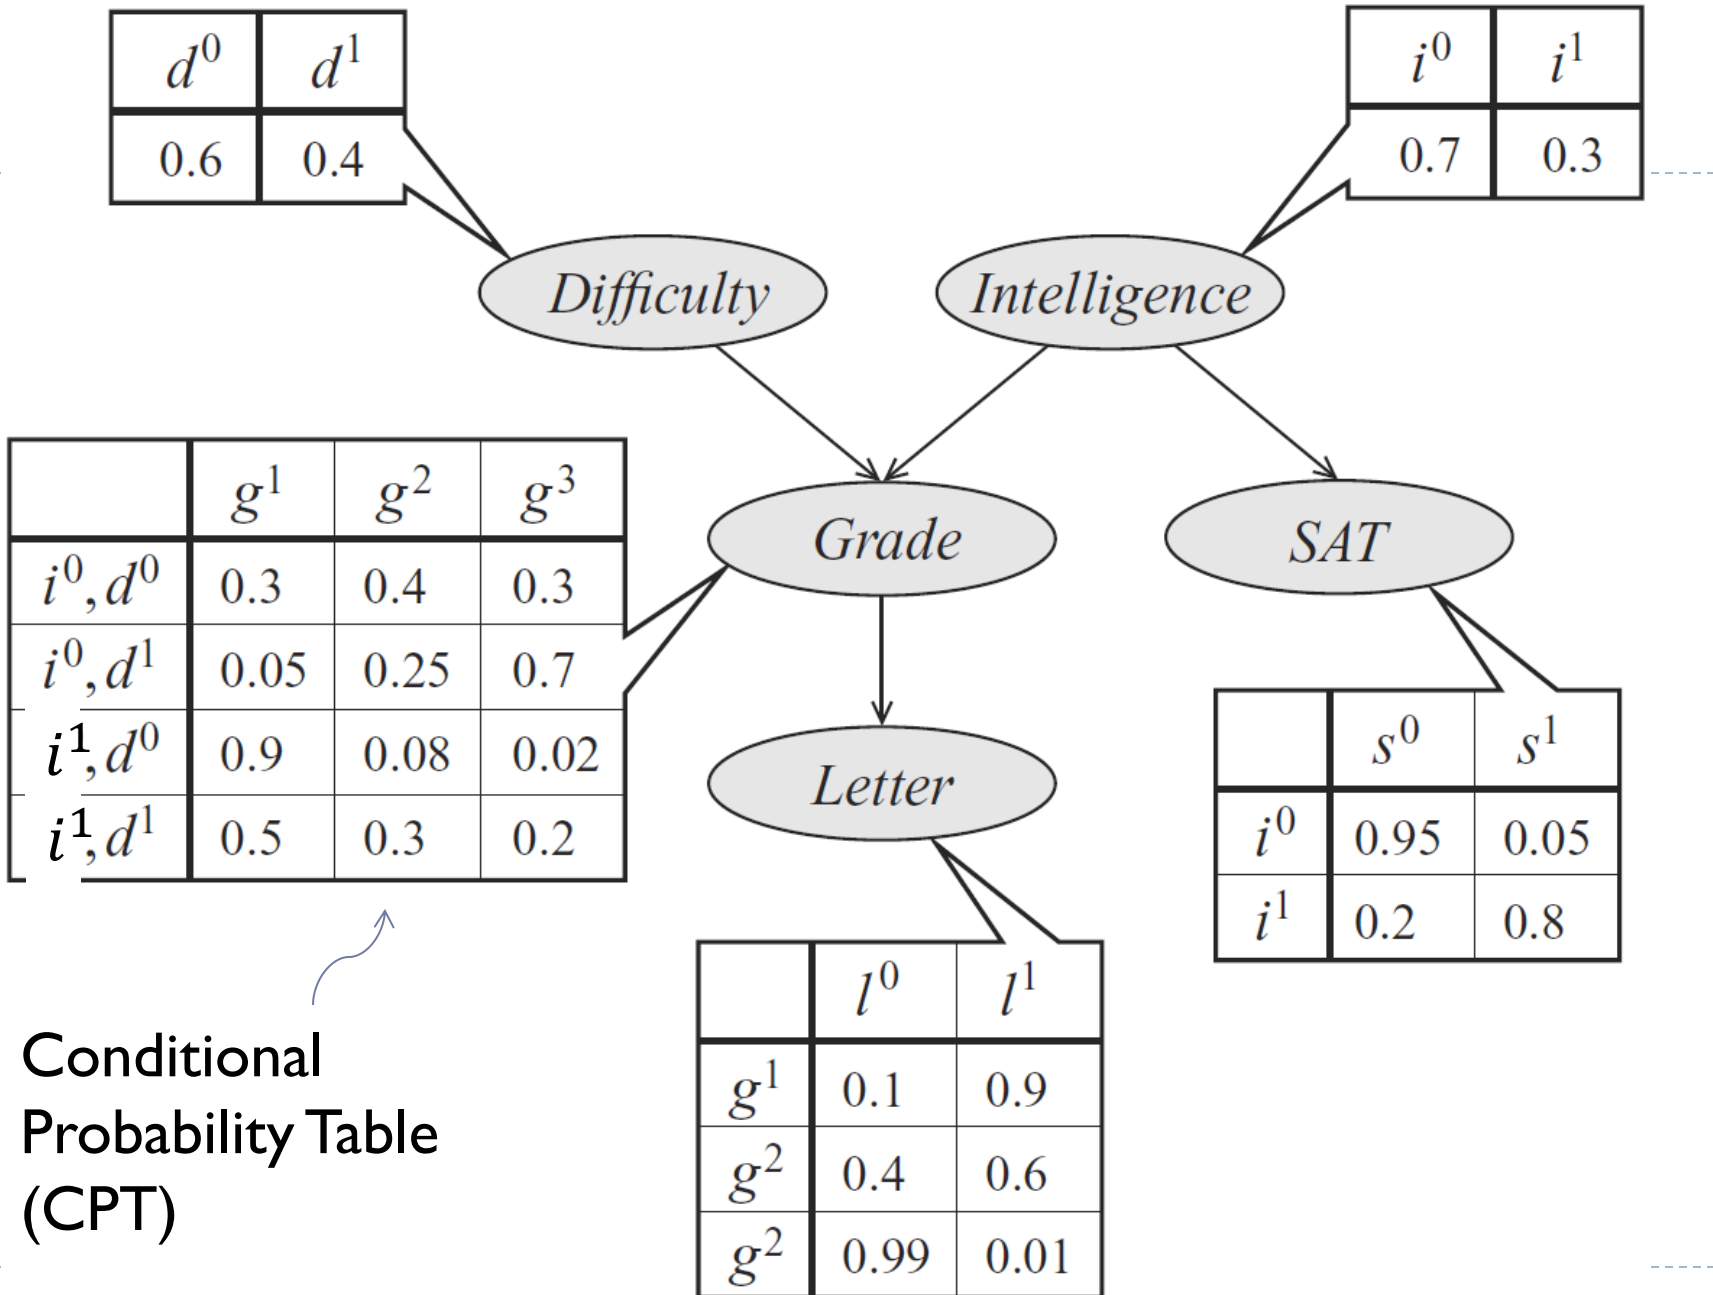 d⁰ d¹
0.6 0.4
i⁰ i¹
0.7 0.3
Difficulty
Intelligence
g¹ g² g³
i⁰, d⁰ 0.3 0.4 0.3
i⁰, d¹ 0.05 0.25 0.7
i¹, d⁰ 0.9 0.08 0.02
i¹, d¹ 0.5 0.3 0.2
Grade
SAT
Letter
s⁰ s¹
i⁰ 0.95 0.05
i¹ 0.2 0.8
l⁰ l¹
g¹ 0.1 0.9
g² 0.4 0.6
g² 0.99 0.01
Conditional
Probability Table
(CPT)